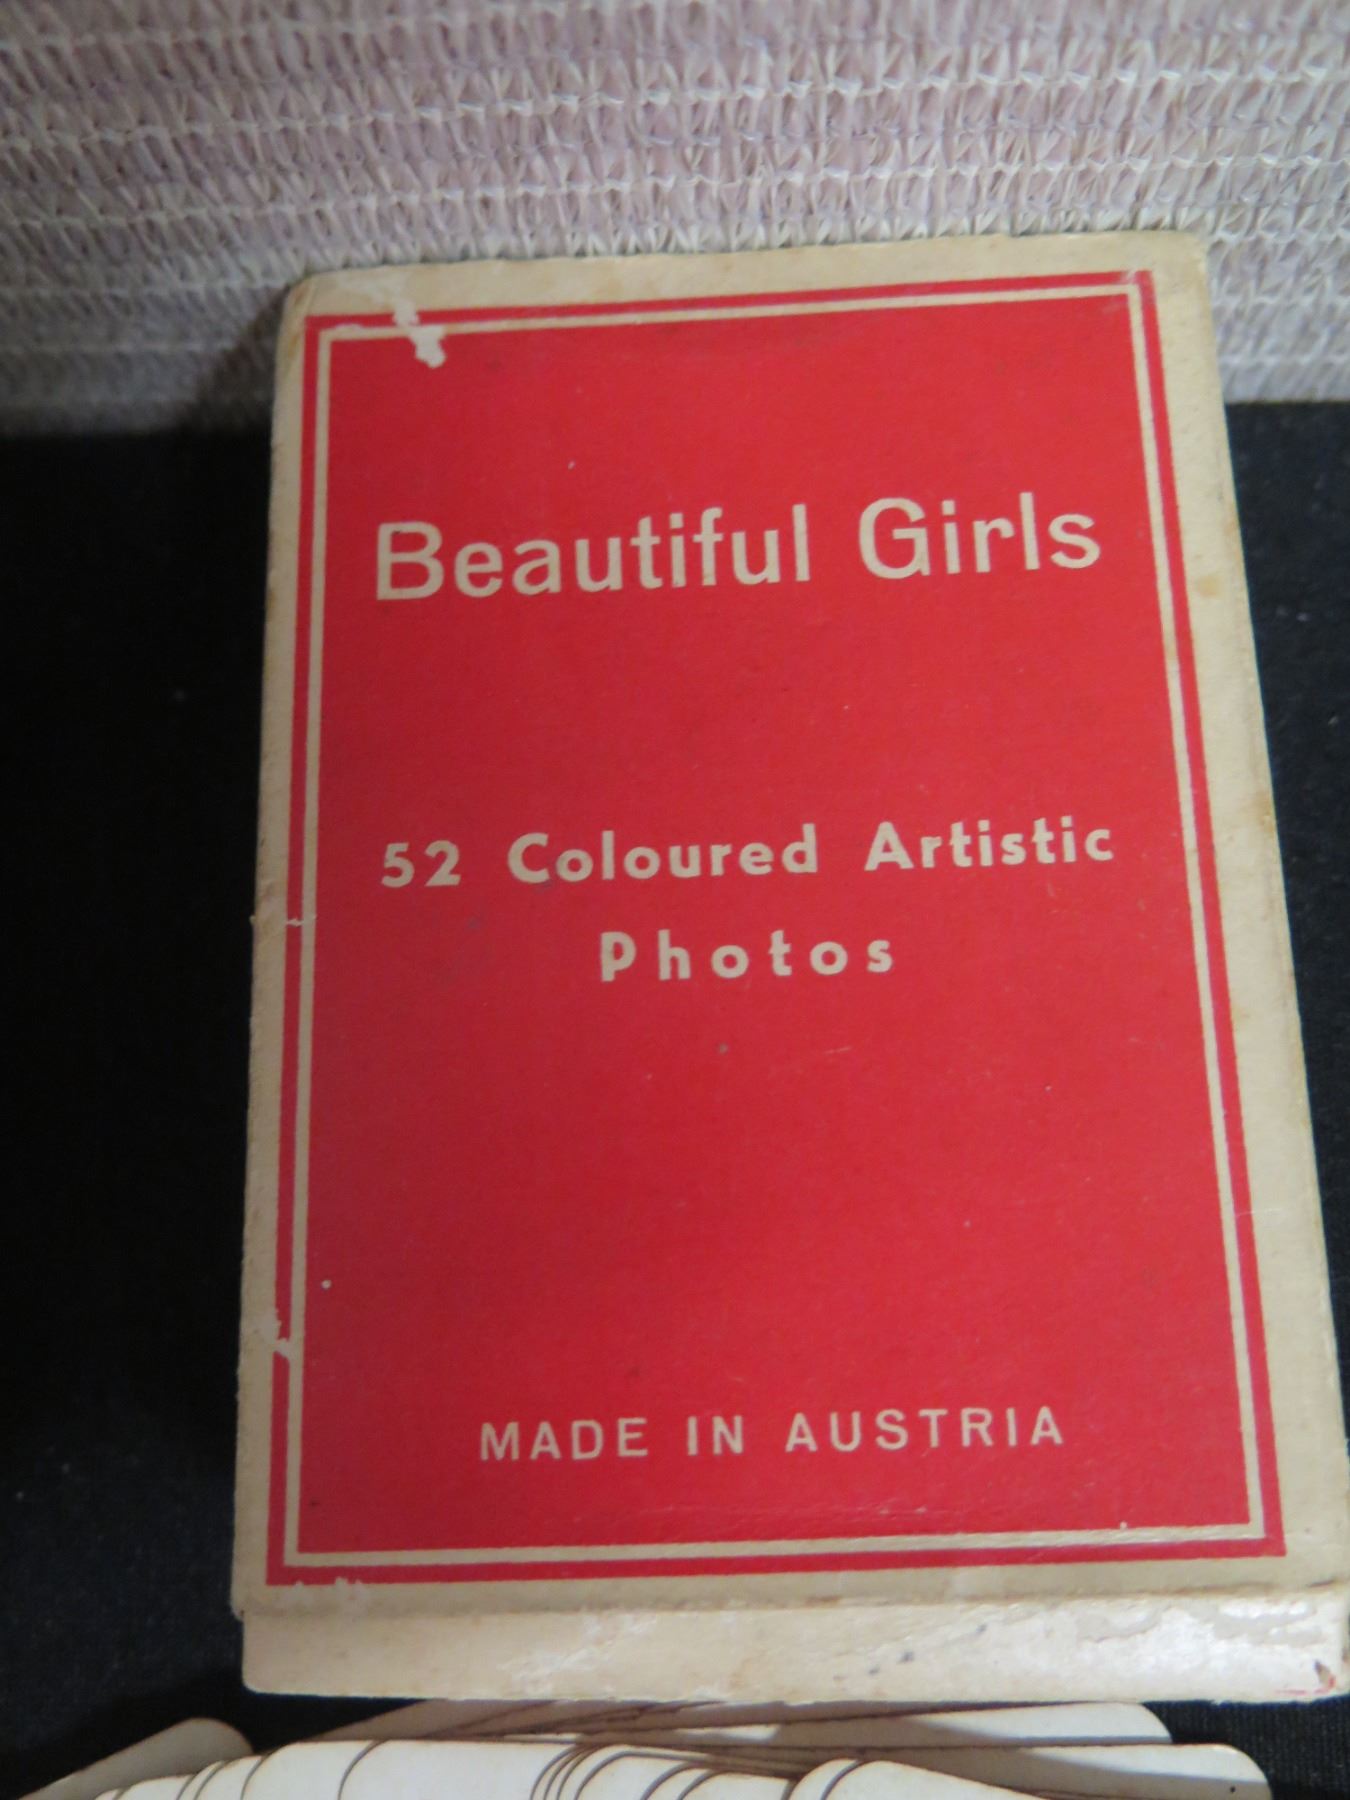 Beautiful Girls
52 Coloured Artistic
Photos
MADE IN AUSTRIA